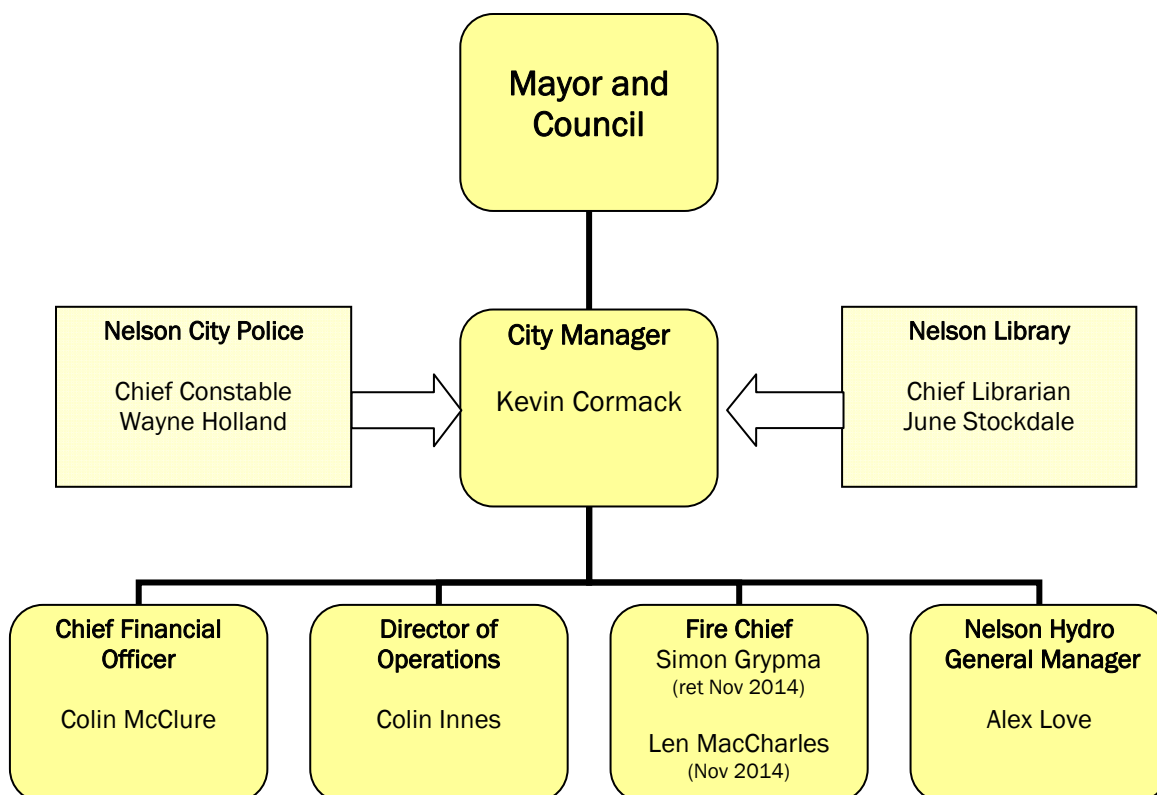 Mayor and
Council
Nelson City Police
Chief Constable
Wayne Holland
City Manager
Kevin Cormack
Nelson Library
Chief Librarian
June Stockdale
Chief Financial
Officer
Colin McClure
Director of
Operations
Colin Innes
Fire Chief
Simon Grypma
(ret Nov 2014)
Len MacCharles
(Nov 2014)
Nelson Hydro
General Manager
Alex Love